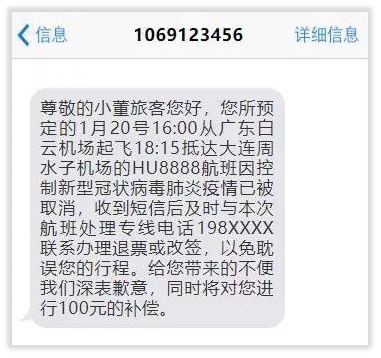 信息 1069123456 详细信息
尊敬的小董旅客您好，您所预
定的1月20号16:00从广东白
云机场起飞18:15抵达大连周
水子机场的HU8888航班因控
制新型冠状病毒肺炎疫情已被
取消，收到短信后及时与本次
航班处理专线电话198XXXX
联系办理退票或改签，以免耽
误您的行程。给您带来的不便
我们深表歉意，同时将对您进
行100元的补偿。